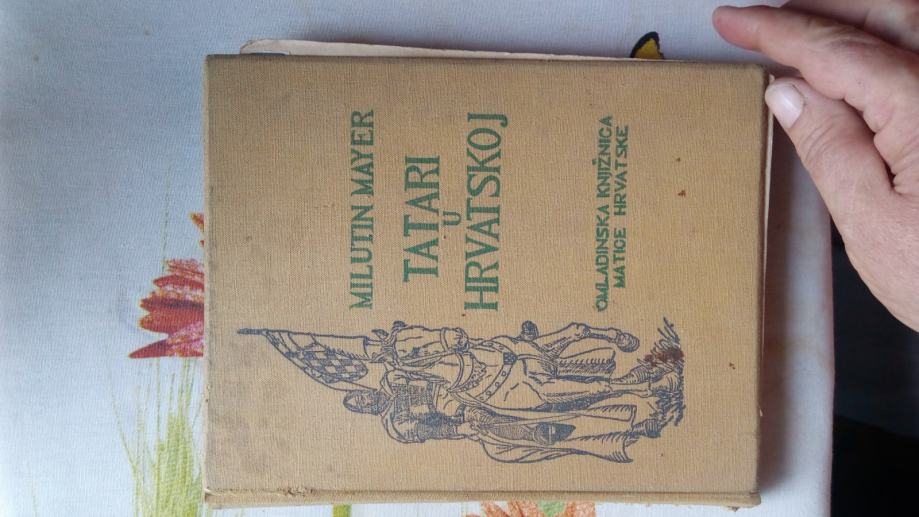 MILUTIN MAYER
TATARI
U
HRVATSKOJ
OMLADINSKA KNJIŽNICA
MATICE HRVATSKE